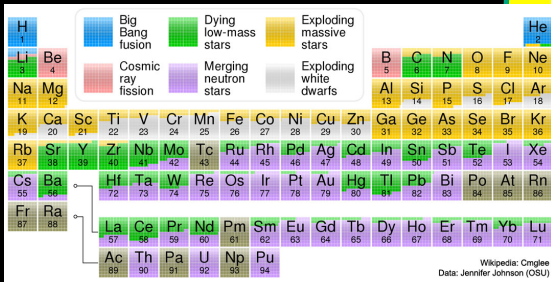 H
1
Big
Bang
fusion
Dying
low-mass
stars
Exploding
massive
stars
He
2
Li
3
Be
4
Cosmic
ray
fission
Merging
neutron
stars
Exploding
white
dwarfs
B
5
C
6
N
7
O
8
F
9
Ne
10
Na
11
Mg
12
Al
13
Si
14
P
15
S
16
Cl
17
Ar
18
K
19
Ca
20
Sc
21
Ti
22
V
23
Cr
24
Mn
25
Fe
26
Co
27
Ni
28
Cu
29
Zn
30
Ga
31
Ge
32
As
33
Se
34
Br
35
Kr
36
Rb
37
Sr
38
Y
39
Zr
40
Nb
41
Mo
42
Tc
43
Ru
44
Rh
45
Pd
46
Ag
47
Cd
48
In
49
Sn
50
Sb
51
Te
52
I
53
Xe
54
Cs
55
Ba
56
Hf
72
Ta
73
W
74
Re
75
Os
76
Ir
77
Pt
78
Au
79
Hg
80
Tl
81
Pb
82
Bi
83
Po
84
At
85
Rn
86
Fr
87
Ra
88
La
57
Ce
58
Pr
59
Nd
60
Pm
61
Sm
62
Eu
63
Gd
64
Tb
65
Dy
66
Ho
67
Er
68
Tm
69
Yb
70
Lu
71
Ac
89
Th
90
Pa
91
U
92
Np
93
Pu
94
Wikipedia: Cmglee
Data: Jennifer Johnson (OSU)